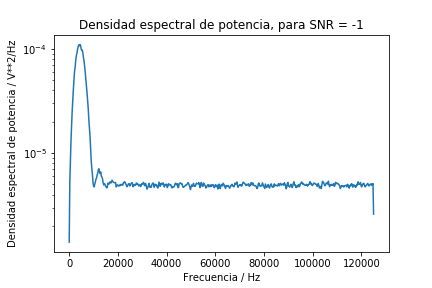 Densidad espectral de potencia, para SNR = -1
Densidad espectral de potencia / V**2/Hz
10⁻⁴
10⁻⁵
0 20000 40000 60000 80000 100000 120000
Frecuencia / Hz